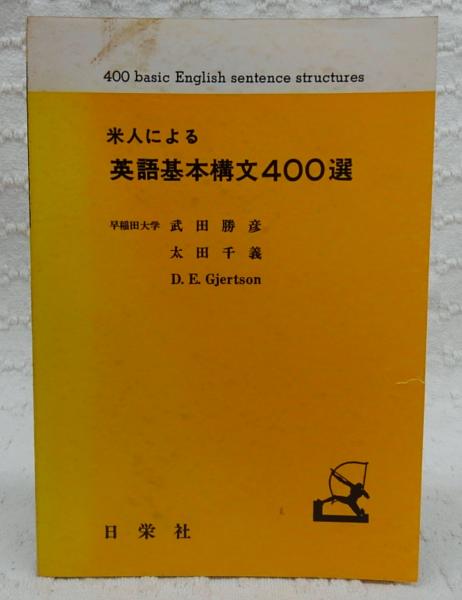 400 basic English sentence structures
米人による
英語基本構文400選
早稲田大学 武田勝彦
太田千義
D. E. Gjertson
日栄社